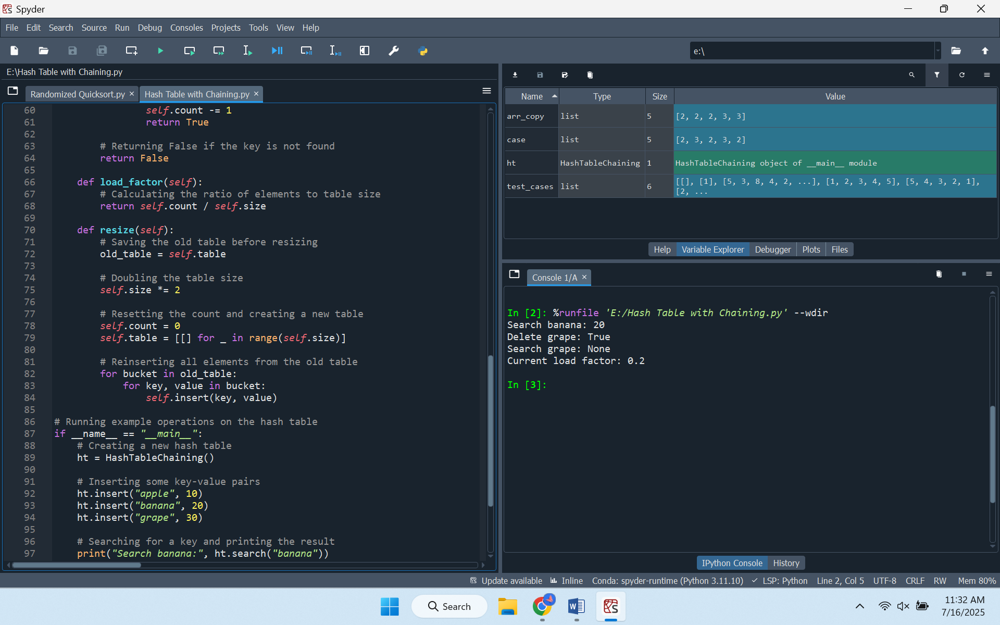 Spyder
File Edit Search Source Run Debug Consoles Projects Tools View Help
e:\
E:\Hash Table with Chaining.py
Randomized Quicksort.py
Hash Table with Chaining.py
60 self.count -= 1
61 return True
62
63 # Returning False if the key is not found
64 return False
65
66 def load_factor(self):
67 # Calculating the ratio of elements to table size
68 return self.count / self.size
69
70 def resize(self):
71 # Saving the old table before resizing
72 old_table = self.table
73
74 # Doubling the table size
75 self.size *= 2
76
77 # Resetting the count and creating a new table
78 self.count = 0
79 self.table = [[] for _ in range(self.size)]
80
81 # Reinserting all elements from the old table
82 for bucket in old_table:
83 for key, value in bucket:
84 self.insert(key, value)
85
86 # Running example operations on the hash table
87 if __name__ == "__main__":
88 # Creating a new hash table
89 ht = HashTableChaining()
90
91 # Inserting some key-value pairs
92 ht.insert("apple", 10)
93 ht.insert("banana", 20)
94 ht.insert("grape", 30)
95
96 # Searching for a key and printing the result
97 print("Search banana:", ht.search("banana"))
Name Type Size Value
arr_copy list 5 [2, 2, 2, 3, 3]
case list 5 [2, 3, 2, 3, 2]
ht HashTableChaining 1 HashTableChaining object of __main__ module
test_cases list 6 [[], [1], [5, 3, 8, 4, 2, ...], [1, 2, 3, 4, 5], [5, 4, 3, 2, 1],
[2, ...
Help Variable Explorer Debugger Plots Files
Console 1/A
In [2]: %runfile 'E:/Hash Table with Chaining.py' --wdir
Search banana: 20
Delete grape: True
Search grape: None
Current load factor: 0.2
In [3]:
IPython Console History
Update available Inline Conda: spyder-runtime (Python 3.11.10) LSP: Python Line 2, Col 5 UTF-8 CRLF RW Mem 80%
Search
11:32 AM
7/16/2025